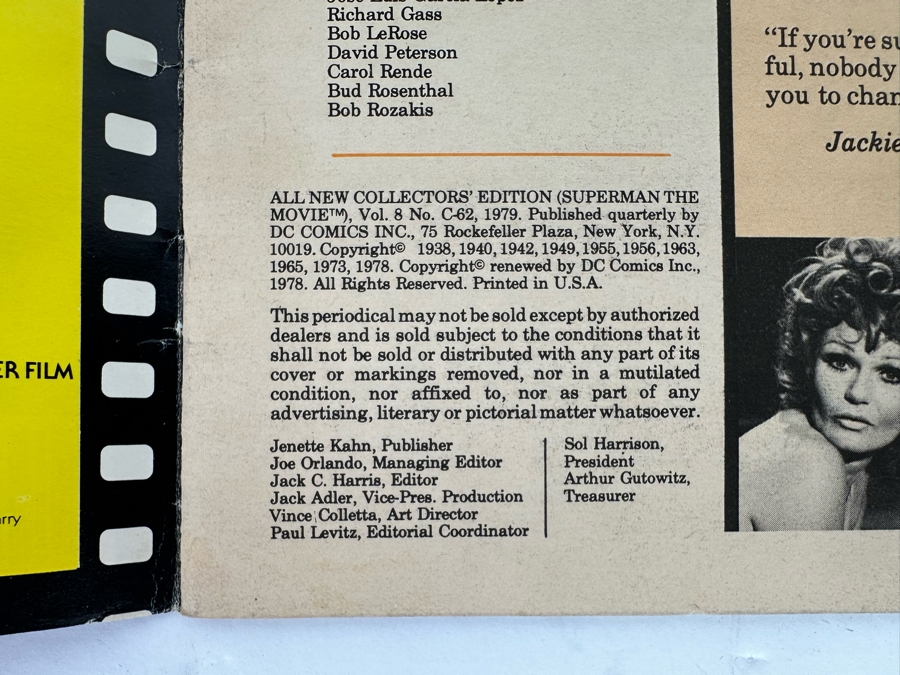 Jose Luis Garcia Lopez
Richard Gass
Bob LeRose
David Peterson
Carol Rende
Bud Rosenthal
Bob Rozakis
ALL NEW COLLECTORS' EDITION (SUPERMAN THE
MOVIE™), Vol. 8 No. C-62, 1979. Published quarterly by
DC COMICS INC., 75 Rockefeller Plaza, New York, N.Y.
10019. Copyright© 1938, 1940, 1942, 1949, 1955, 1956, 1963,
1965, 1973, 1978. Copyright© renewed by DC Comics Inc.,
1978. All Rights Reserved. Printed in U.S.A.
This periodical may not be sold except by authorized
dealers and is sold subject to the conditions that it
shall not be sold or distributed with any part of its
cover or markings removed, nor in a mutilated
condition, nor affixed to, nor as part of any
advertising, literary or pictorial matter whatsoever.
Jenette Kahn, Publisher
Joe Orlando, Managing Editor
Jack C. Harris, Editor
Jack Adler, Vice-Pres. Production
Vince Colletta, Art Director
Paul Levitz, Editorial Coordinator
Sol Harrison,
President
Arthur Gutowitz,
Treasurer
“If you're su
ful, nobody
you to chan
Jackie
ER FILM
arry